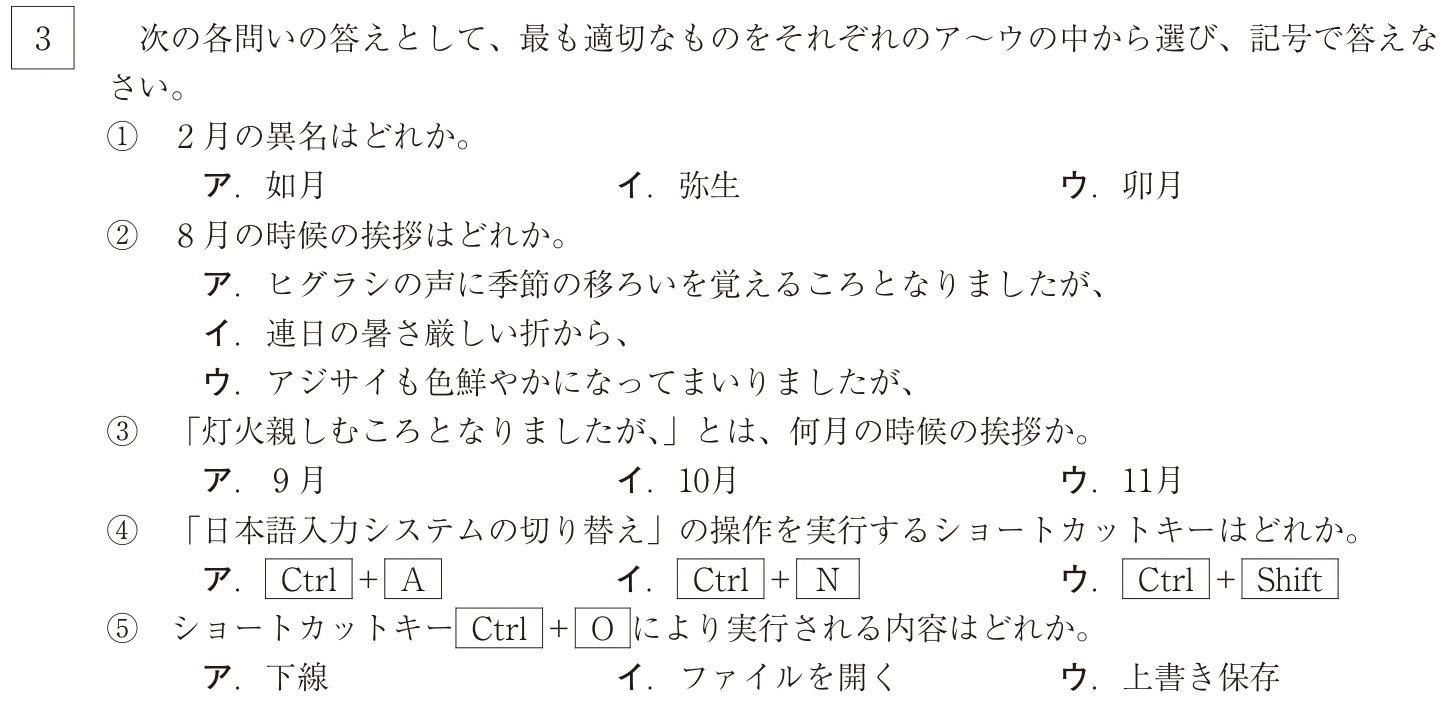 3 次の各問いの答えとして、最も適切なものをそれぞれのア～ウの中から選び、記号で答えな
さい。
① ２月の異名はどれか。
ア．如月 イ．弥生 ウ．卯月
② ８月の時候の挨拶はどれか。
ア．ヒグラシの声に季節の移ろいを覚えるころとなりましたが、
イ．連日の暑さ厳しい折から、
ウ．アジサイも色鮮やかになってまいりましたが、
③ 「灯火親しむころとなりましたが、」とは、何月の時候の挨拶か。
ア．９月 イ．10月 ウ．11月
④ 「日本語入力システムの切り替え」の操作を実行するショートカットキーはどれか。
ア．Ctrl＋A イ．Ctrl＋N ウ．Ctrl＋Shift
⑤ ショートカットキーCtrl＋Oにより実行される内容はどれか。
ア．下線 イ．ファイルを開く ウ．上書き保存